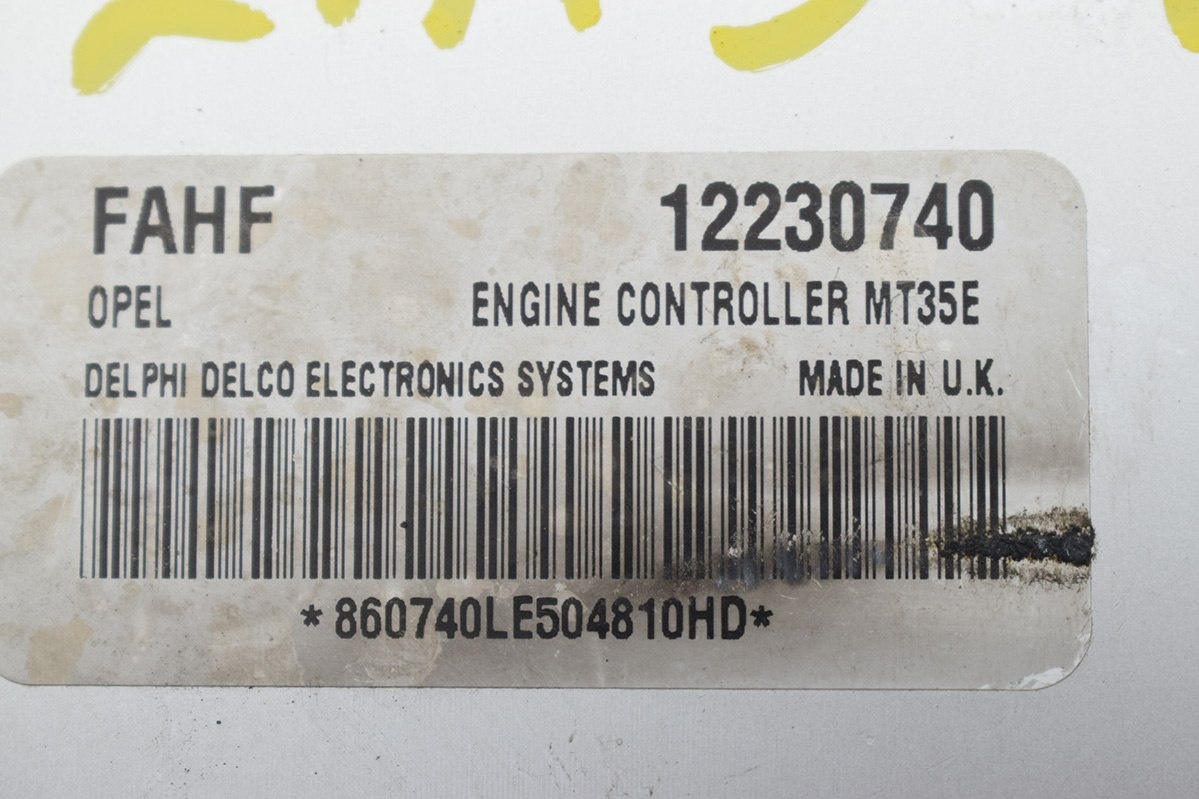 FAHF 12230740
OPEL ENGINE CONTROLLER MT35E
DELPHI DELCO ELECTRONICS SYSTEMS MADE IN U.K.
*860740LE504810HD*